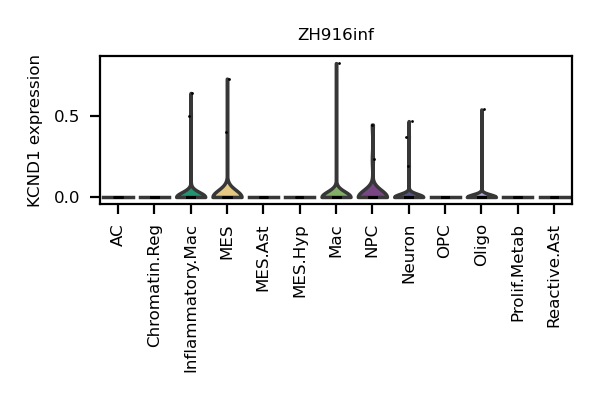 ZH916inf
KCND1 expression
0.5
0.0
AC
Chromatin.Reg
Inflammatory.Mac
MES
MES.Ast
MES.Hyp
Mac
NPC
Neuron
OPC
Oligo
Prolif.Metab
Reactive.Ast